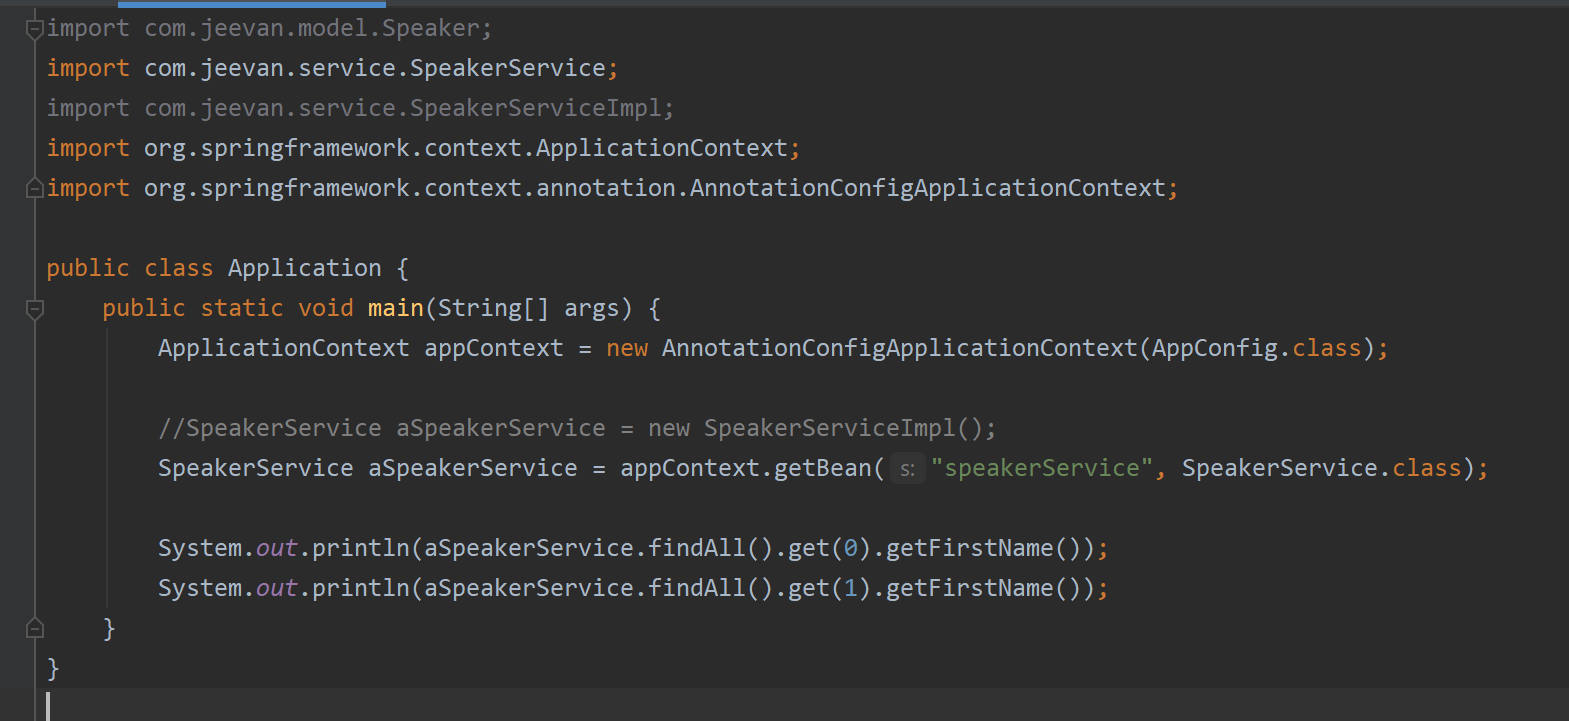 import com.jeevan.model.Speaker;
import com.jeevan.service.SpeakerService;
import com.jeevan.service.SpeakerServiceImpl;
import org.springframework.context.ApplicationContext;
import org.springframework.context.annotation.AnnotationConfigApplicationContext;

public class Application {
    public static void main(String[] args) {
        ApplicationContext appContext = new AnnotationConfigApplicationContext(AppConfig.class);

        //SpeakerService aSpeakerService = new SpeakerServiceImpl();
        SpeakerService aSpeakerService = appContext.getBean( s: "speakerService", SpeakerService.class);

        System.out.println(aSpeakerService.findAll().get(0).getFirstName());
        System.out.println(aSpeakerService.findAll().get(1).getFirstName());
    }
}